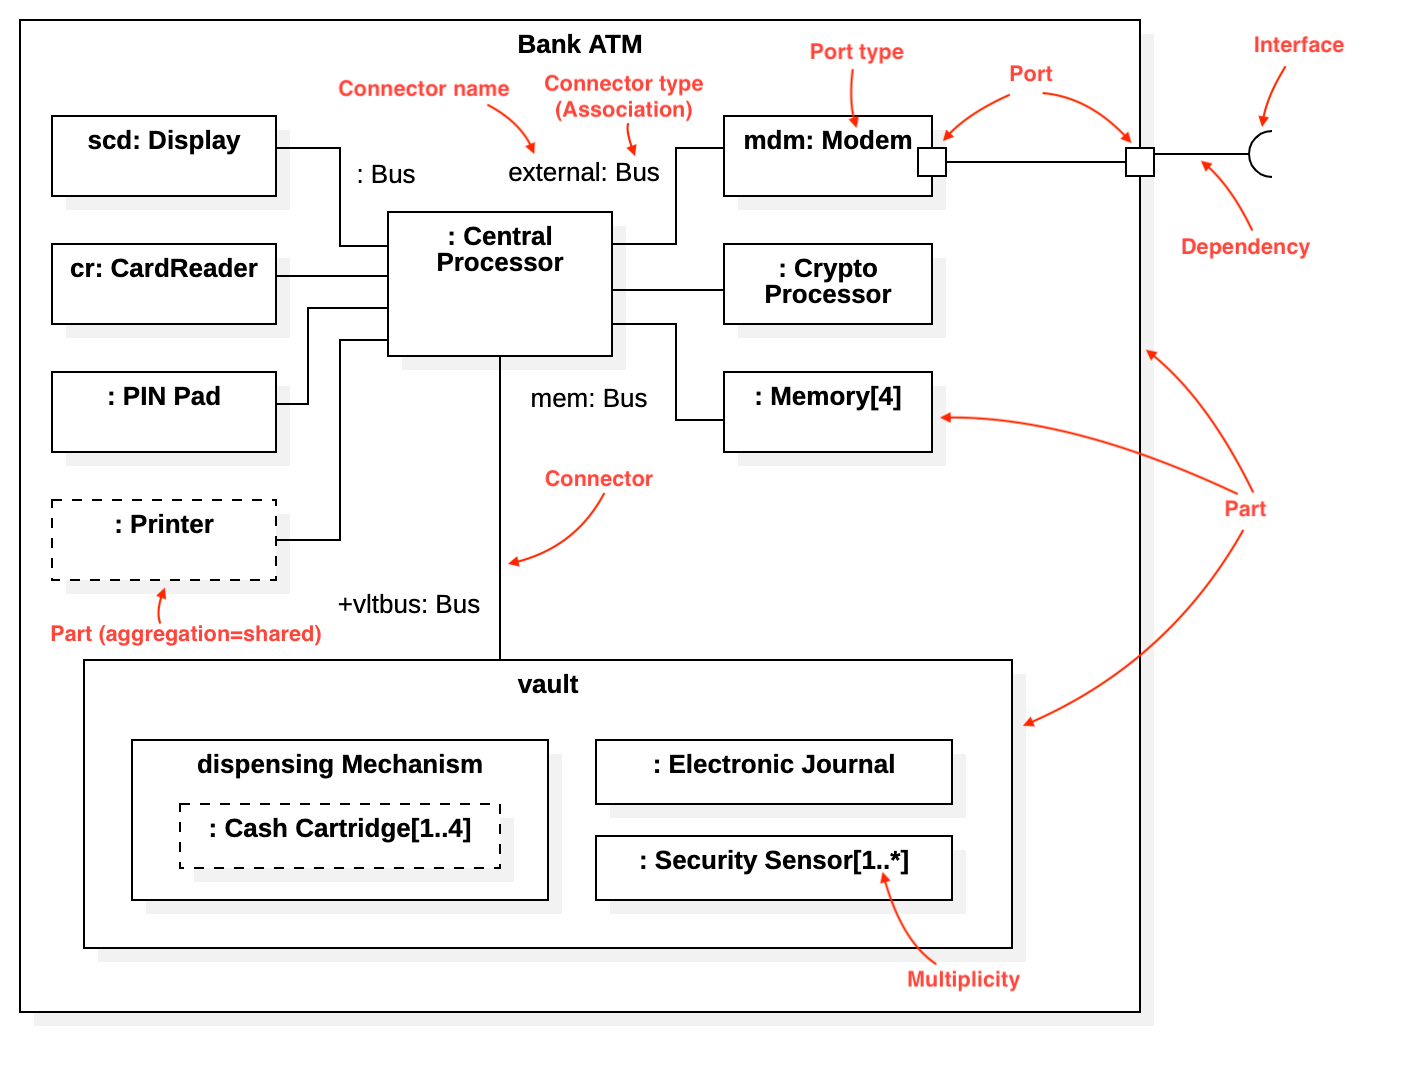 Bank ATM
Interface
Port type
Port
Connector name
Connector type
(Association)
scd: Display
: Bus
external: Bus
mdm: Modem
: Central
Processor
Dependency
cr: CardReader
: Crypto
Processor
: PIN Pad
mem: Bus
: Memory[4]
Connector
Part
: Printer
+vltbus: Bus
Part (aggregation=shared)
vault
dispensing Mechanism
: Electronic Journal
: Cash Cartridge[1..4]
: Security Sensor[1..*]
Multiplicity